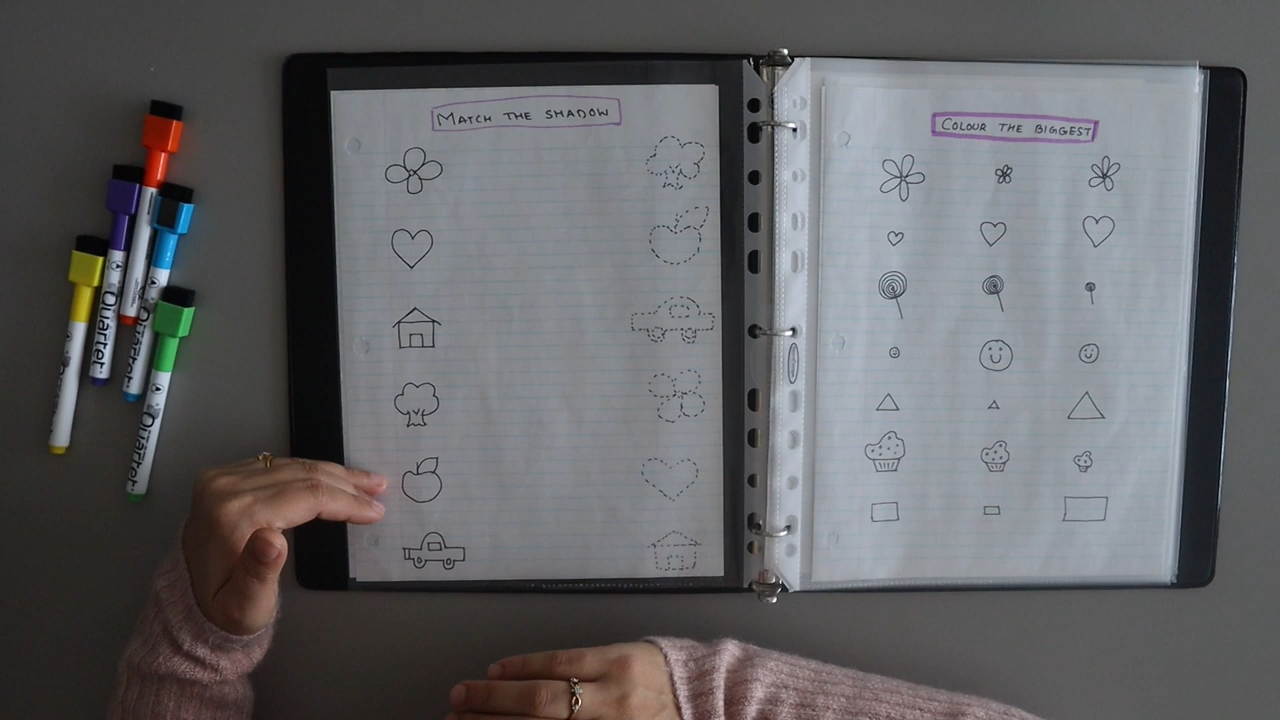 MATCH THE SHADOW
COLOUR THE BIGGEST
Quartet
Quartet
Quartet